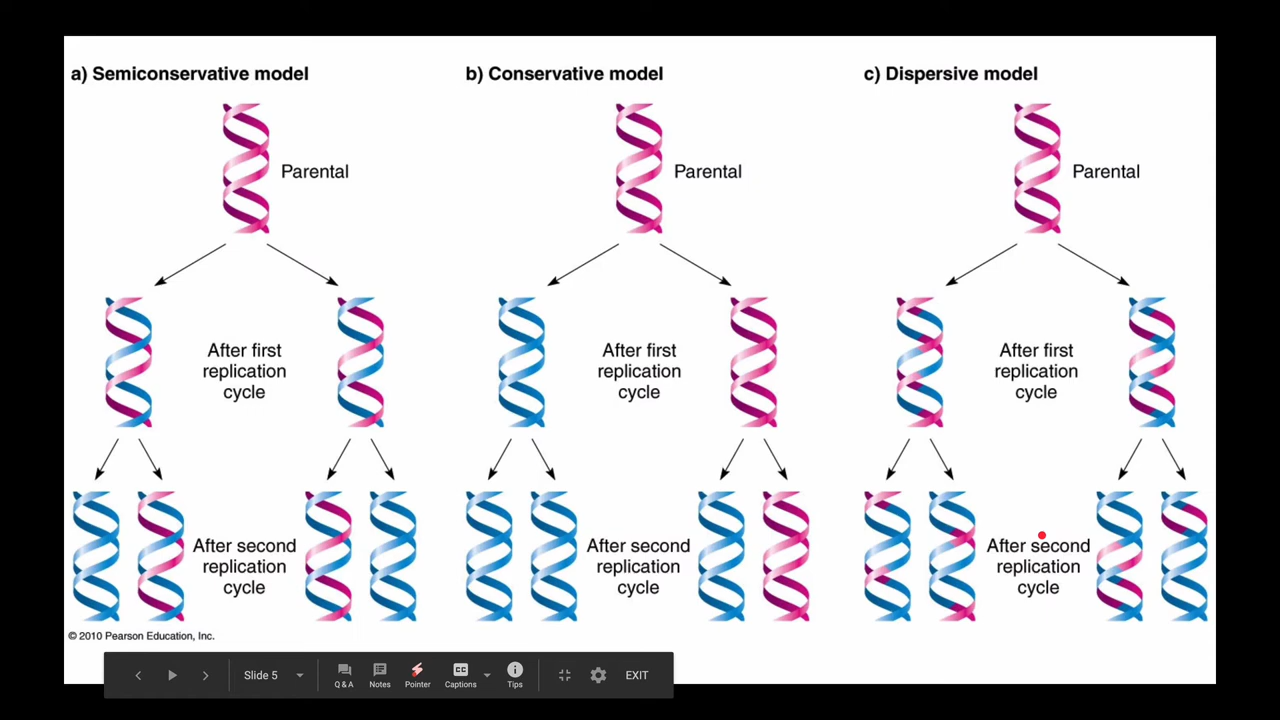 a) Semiconservative model
Parental
After first
replication
cycle
After second
replication
cycle
b) Conservative model
Parental
After first
replication
cycle
After second
replication
cycle
c) Dispersive model
Parental
After first
replication
cycle
After second
replication
cycle
© 2010 Pearson Education, Inc.
Slide 5
Q & A
Notes
Pointer
CC
Captions
Tips
EXIT